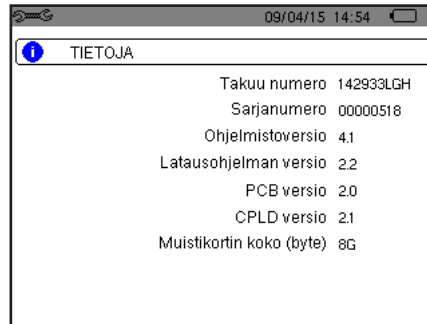 09/04/15 14:54
TIETOJA
Takuu numero 142933LGH
Sarjanumero 00000518
Ohjelmistoversio 4.1
Latausohjelman versio 2.2
PCB versio 2.0
CPLD versio 2.1
Muistikortin koko (byte) 8G